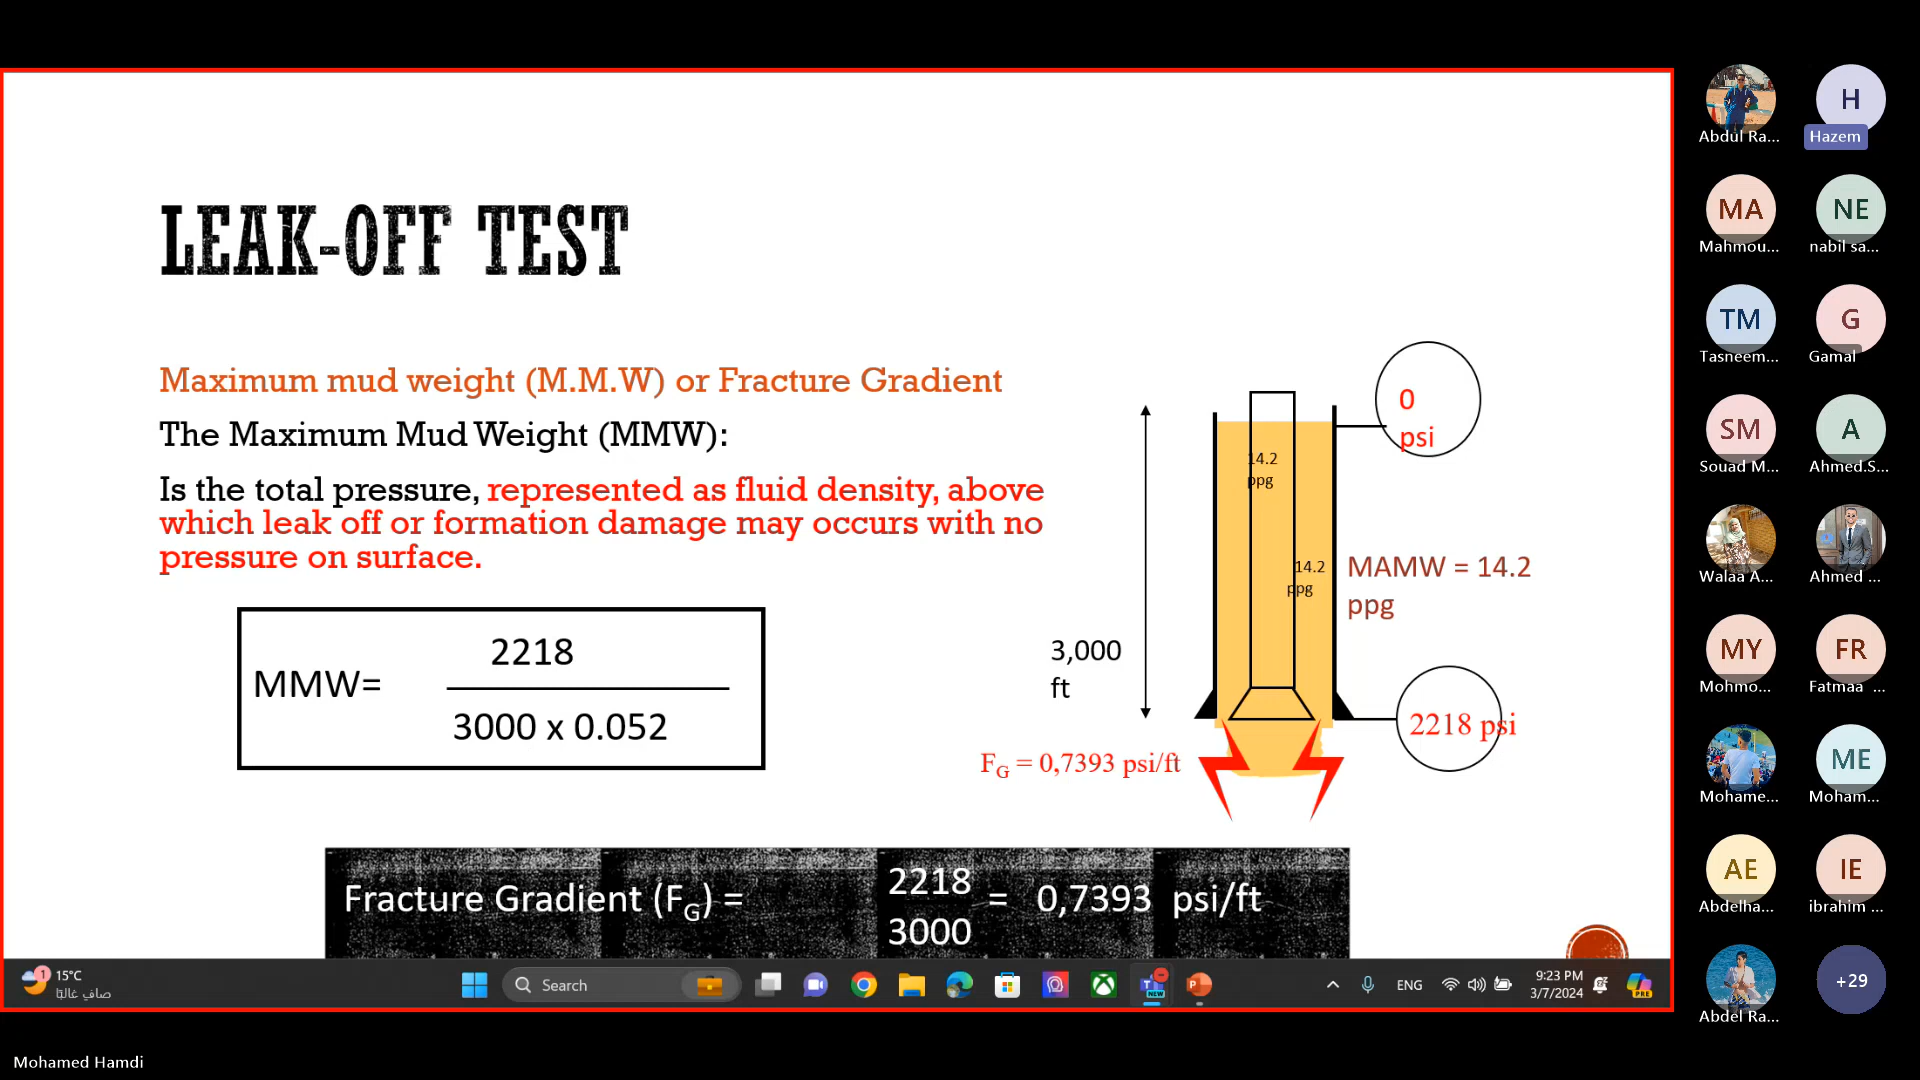 LEAK-OFF TEST
Maximum mud weight (M.M.W) or Fracture Gradient
The Maximum Mud Weight (MMW):
Is the total pressure, represented as fluid density, above
which leak off or formation damage may occurs with no
pressure on surface.
MMW=
2218
3000 x 0.052
0
psi
14.2
ppg
14.2
ppg
MAMW = 14.2
ppg
3,000
ft
2218 psi
FG = 0,7393 psi/ft
Fracture Gradient (FG) =
2218
3000
= 0,7393 psi/ft
1
15°C
صافٍ غالبًا
Search
NEW
P
ENG
9:23 PM
3/7/2024
PRE
Abdul Ra...
H
Hazem
MA
Mahmou...
NE
nabil sa...
TM
Tasneem...
G
Gamal
SM
Souad M...
A
Ahmed.S...
Walaa A...
Ahmed ...
MY
Mohmo...
FR
Fatmaa ...
Mohame...
ME
Moham...
AE
Abdelha...
IE
ibrahim ...
Abdel Ra...
+29
Mohamed Hamdi